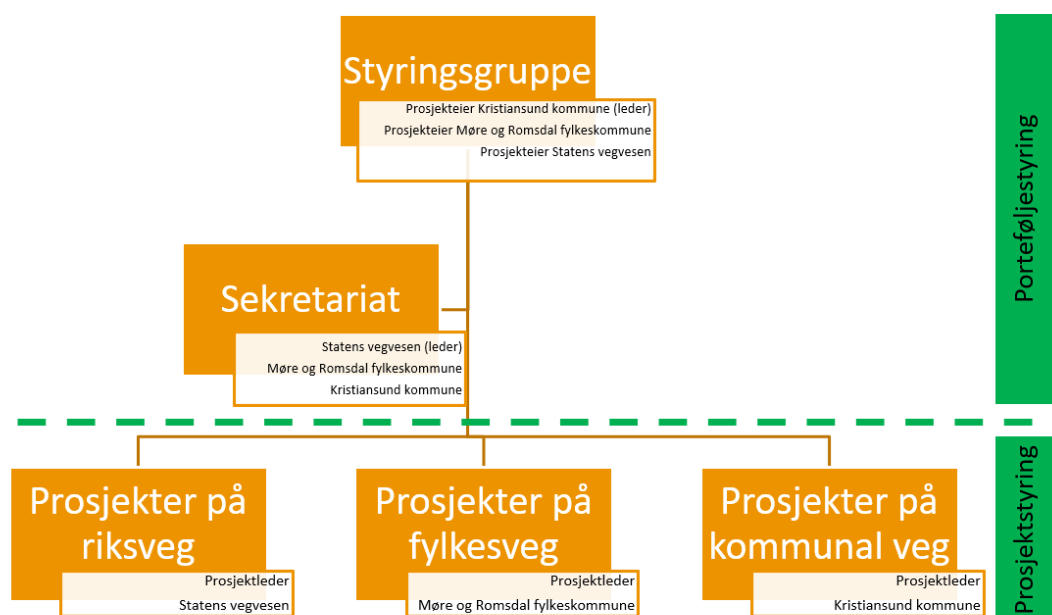 Styringsgruppe
Prosjekteier Kristiansund kommune (leder)
Prosjekteier Møre og Romsdal fylkeskommune
Prosjekteier Statens vegvesen
Porteføljestyring
Sekretariat
Statens vegvesen (leder)
Møre og Romsdal fylkeskommune
Kristiansund kommune
Prosjekter på
riksveg
Prosjektleder
Statens vegvesen
Prosjekter på
fylkesveg
Prosjektleder
Møre og Romsdal fylkeskommune
Prosjekter på
kommunal veg
Prosjektleder
Kristiansund kommune
Prosjektstyring